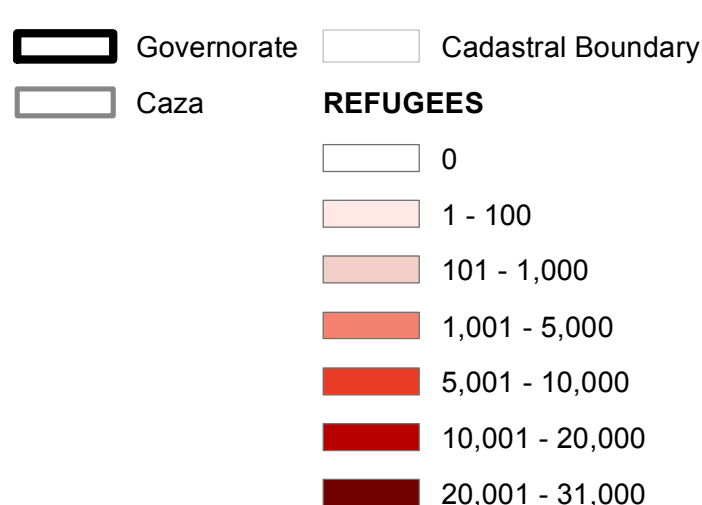 Governorate Cadastral Boundary
Caza REFUGEES
0
1 - 100
101 - 1,000
1,001 - 5,000
5,001 - 10,000
10,001 - 20,000
20,001 - 31,000